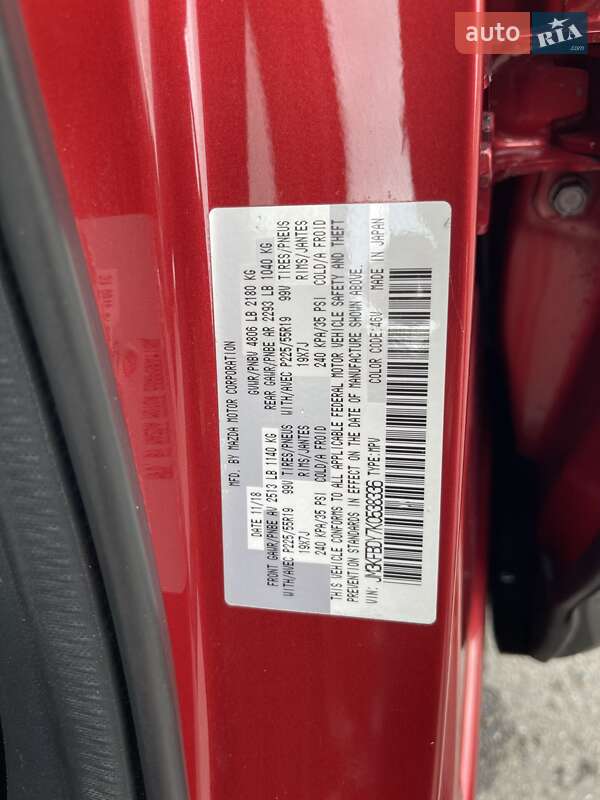 auto RIA.com
MFD. BY MAZDA MOTOR CORPORATION
DATE 11/18 GVWR/PNBV 4806 LB 2180 KG
FRONT GAWR/PNBE AV 2513 LB 1140 KG REAR GAWR/PNBE AR 2293 LB 1040 KG
WITH/AVEC P225/55R19 99V TIRES/PNEUS WITH/AVEC P225/55R19 99V TIRES/PNEUS
19X7J RIMS/JANTES 19X7J RIMS/JANTES
240 KPA/35 PSI COLD/A FROID 240 KPA/35 PSI COLD/A FROID
THIS VEHICLE CONFORMS TO ALL APPLICABLE FEDERAL MOTOR VEHICLE SAFETY AND THEFT
PREVENTION STANDARDS IN EFFECT ON THE DATE OF MANUFACTURE SHOWN ABOVE.
VIN: JM3KFBDY7K0538336 TYPE:MPV COLOR CODE:46V MADE IN JAPAN